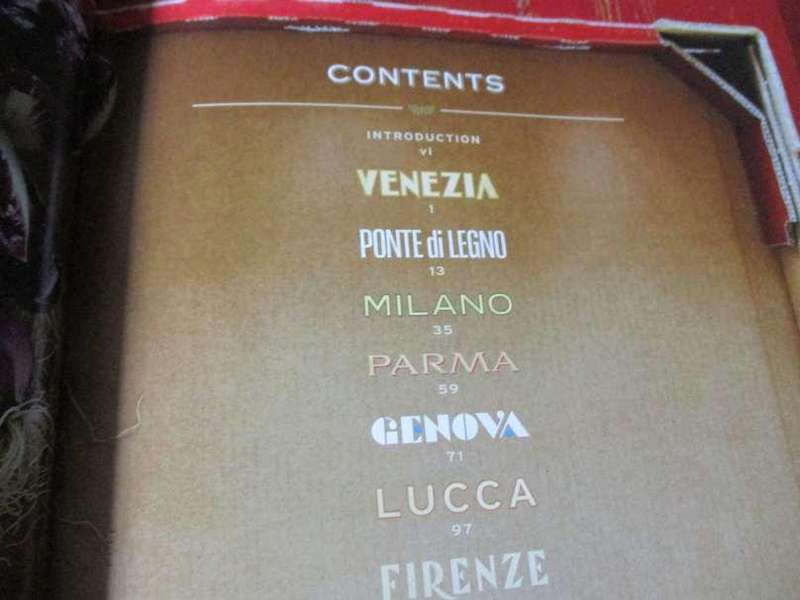 CONTENTS
INTRODUCTION
vi
VENEZIA
1
PONTE di LEGNO
13
MILANO
35
PARMA
59
GENOVA
71
LUCCA
97
FIRENZE